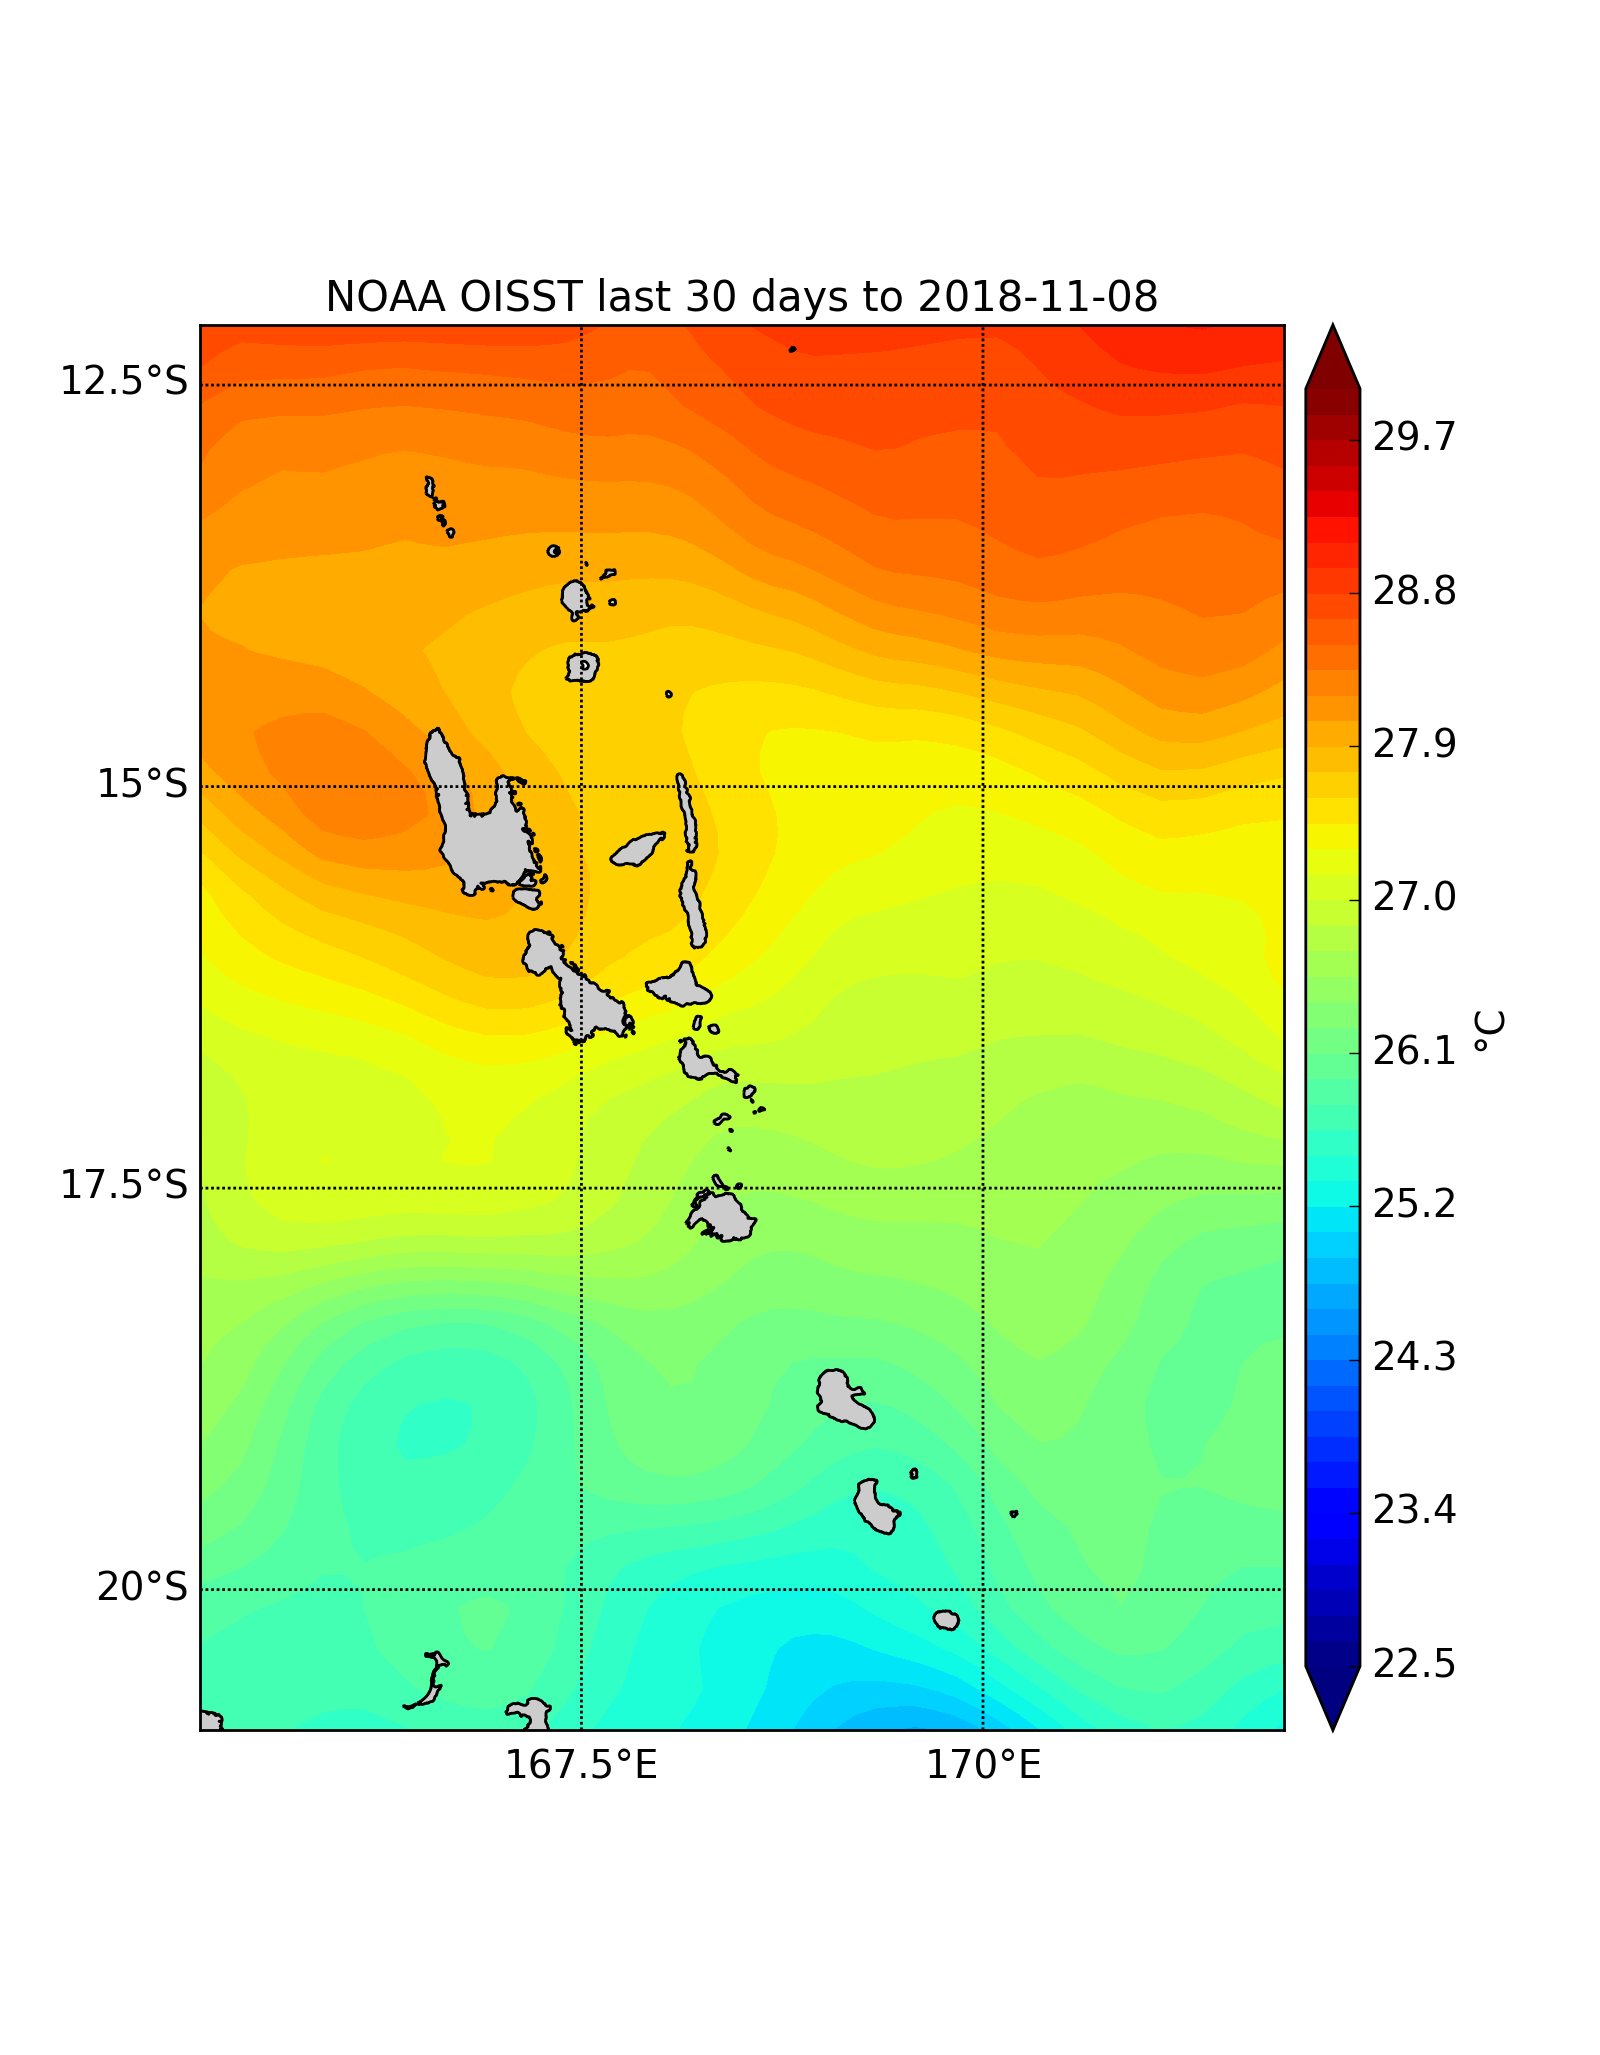 NOAA OISST last 30 days to 2018-11-08
12.5°S
15°S
17.5°S
20°S
167.5°E
170°E
29.7
28.8
27.9
27.0
26.1
25.2
24.3
23.4
22.5
°C